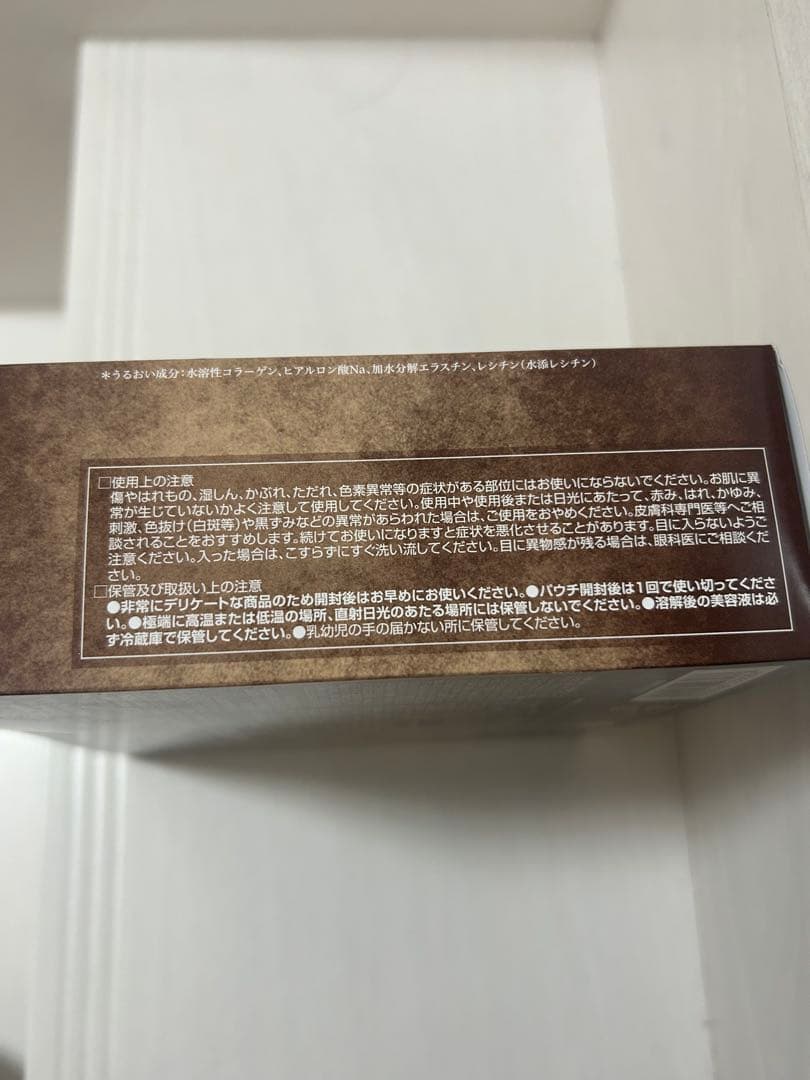 ＊うるおい成分：水溶性コラーゲン、ヒアルロン酸Na、加水分解エラスチン、レシチン（水添レシチン）
□使用上の注意
傷やはれもの、湿しん、かぶれ、ただれ、色素異常等の症状がある部位にはお使いにならないでください。お肌に異
常が生じていないかよく注意して使用してください。使用中や使用後または日光にあたって、赤み、はれ、かゆみ、
刺激、色抜け（白斑等）や黒ずみなどの異常があらわれた場合は、ご使用をおやめください。皮膚科専門医等へご相
談されることをおすすめします。続けてお使いになりますと症状を悪化させることがあります。目に入らないようご
注意ください。入った場合は、こすらずにすぐ洗い流してください。目に異物感が残る場合は、眼科医にご相談くだ
さい。
□保管及び取扱い上の注意
●非常にデリケートな商品のため開封後はお早めにお使いください。●パウチ開封後は1回で使い切ってくださ
い。●極端に高温または低温の場所、直射日光のあたる場所には保管しないでください。●溶解後の美容液は必
ず冷蔵庫で保管してください。●乳幼児の手の届かない所に保管してください。